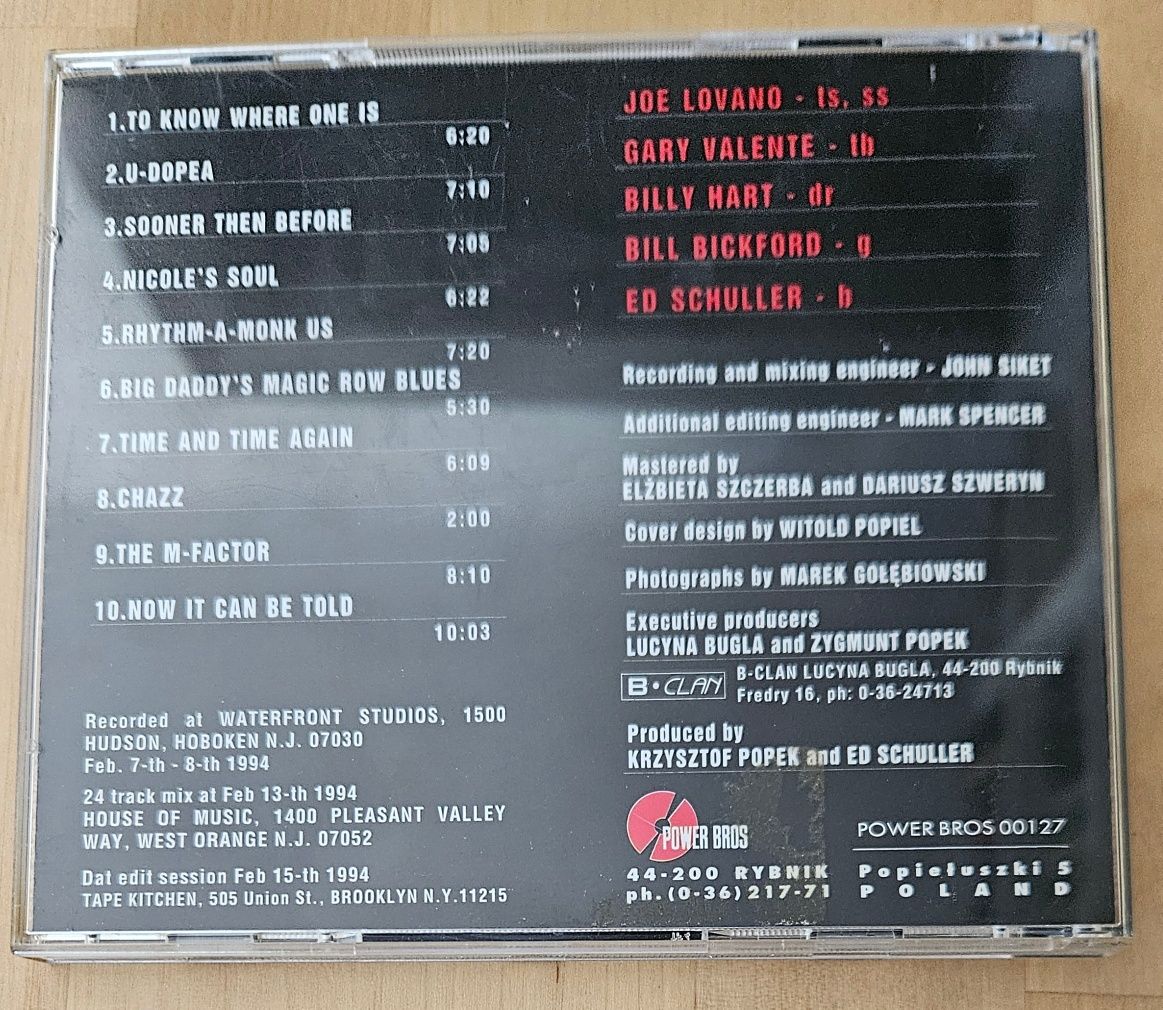 1.TO KNOW WHERE ONE IS
6:20
2.U-DOPEA
7:10
3.SOONER THEN BEFORE
7:05
4.NICOLE'S SOUL
6:22
5.RHYTHM-A-MONK US
7:20
6.BIG DADDY'S MAGIC ROW BLUES
5:30
7.TIME AND TIME AGAIN
6:09
8.CHAZZ
2:00
9.THE M-FACTOR
8:10
10.NOW IT CAN BE TOLD
10:03
Recorded at WATERFRONT STUDIOS, 1500
HUDSON, HOBOKEN N.J. 07030
Feb. 7-th - 8-th 1994
24 track mix at Feb 13-th 1994
HOUSE OF MUSIC, 1400 PLEASANT VALLEY
WAY, WEST ORANGE N.J. 07052
Dat edit session Feb 15-th 1994
TAPE KITCHEN, 505 Union St., BROOKLYN N.Y.11215
JOE LOVANO - ts, ss
GARY VALENTE - tb
BILLY HART - dr
BILL BICKFORD - g
ED SCHULLER - b
Recording and mixing engineer - JOHN SIKET
Additional editing engineer - MARK SPENCER
Mastered by
ELŻBIETA SZCZERBA and DARIUSZ SZWERYN
Cover design by WITOLD POPIEL
Photographs by MAREK GOŁĘBIOWSKI
Executive producers
LUCYNA BUGLA and ZYGMUNT POPEK
B·CLAN
B-CLAN LUCYNA BUGLA, 44-200 Rybnik
Fredry 16, ph: 0-36-24713
Produced by
KRZYSZTOF POPEK and ED SCHULLER
POWER BROS
44-200 RYBNIK
ph.(0-36)217-71
POWER BROS 00127
Popiełuszki 5
POLAND